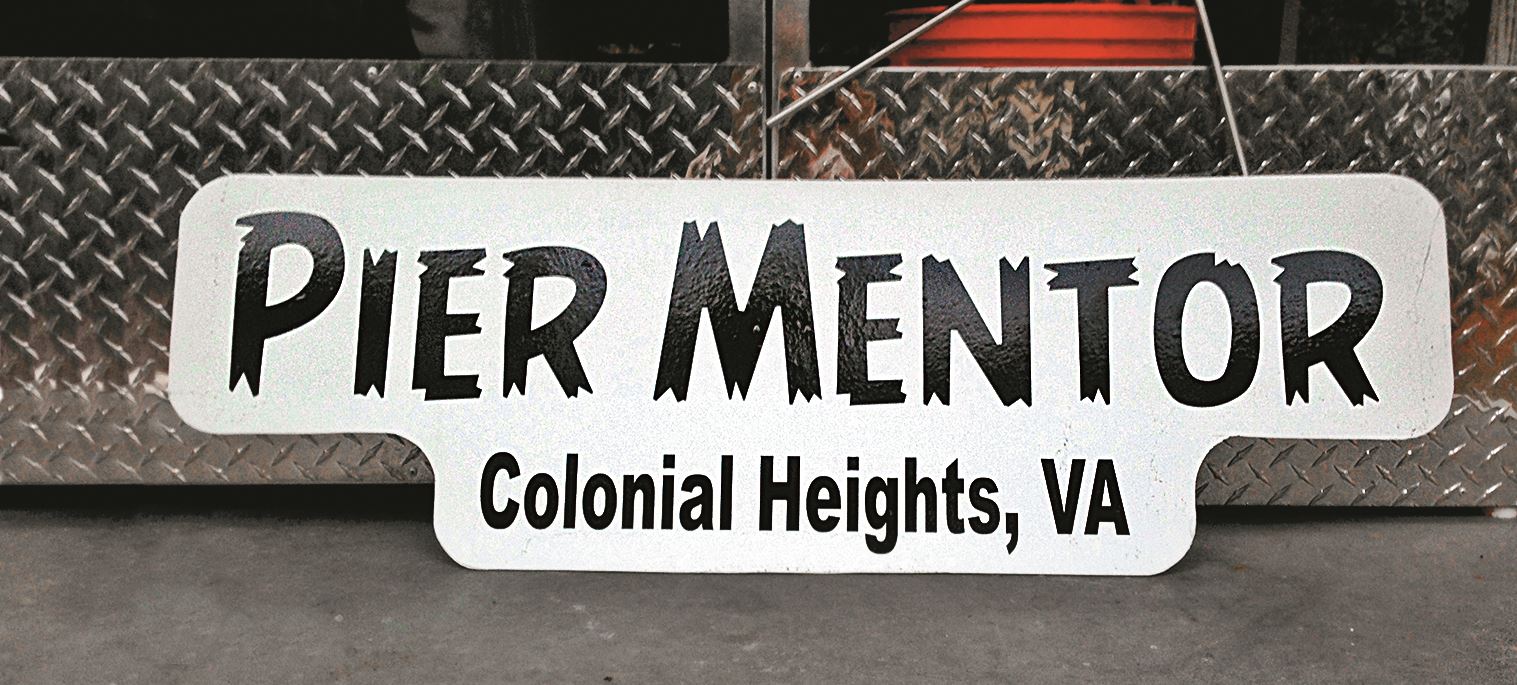 PIER MENTOR
Colonial Heights, VA